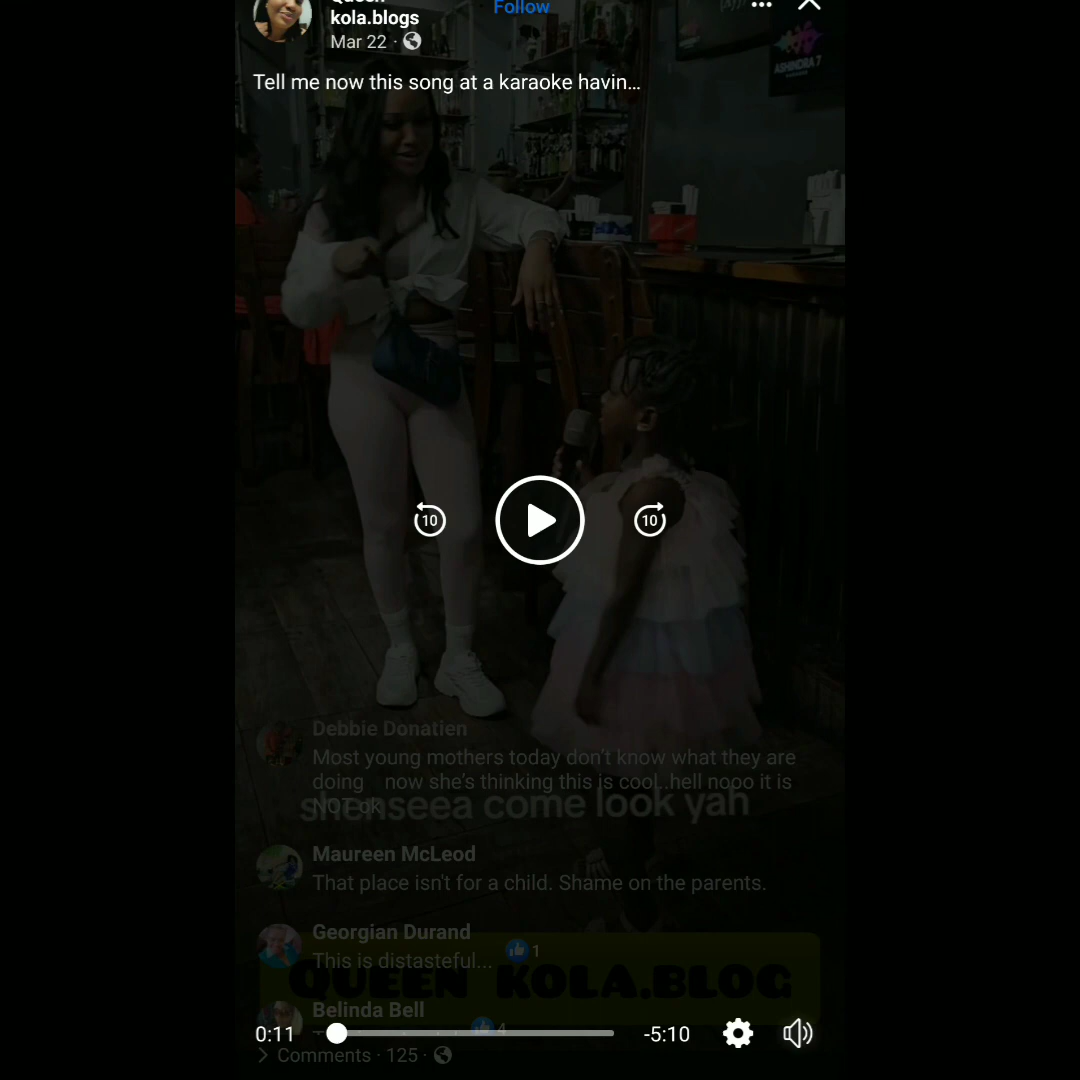 kola.blogs
Follow
Mar 22 ·
ASHINDRA 7
Tell me now this song at a karaoke havin…
10
10
Debbie Donatien
Most young mothers today don't know what they are
doing now she's thinking this is cool..hell nooo it is
NOT ok
shenseea come look yah
Maureen McLeod
That place isn't for a child. Shame on the parents.
Georgian Durand
This is distasteful...
1
QUEEN KOLA.BLOG
Belinda Bell
4
0:11
-5:10
Comments · 125 ·